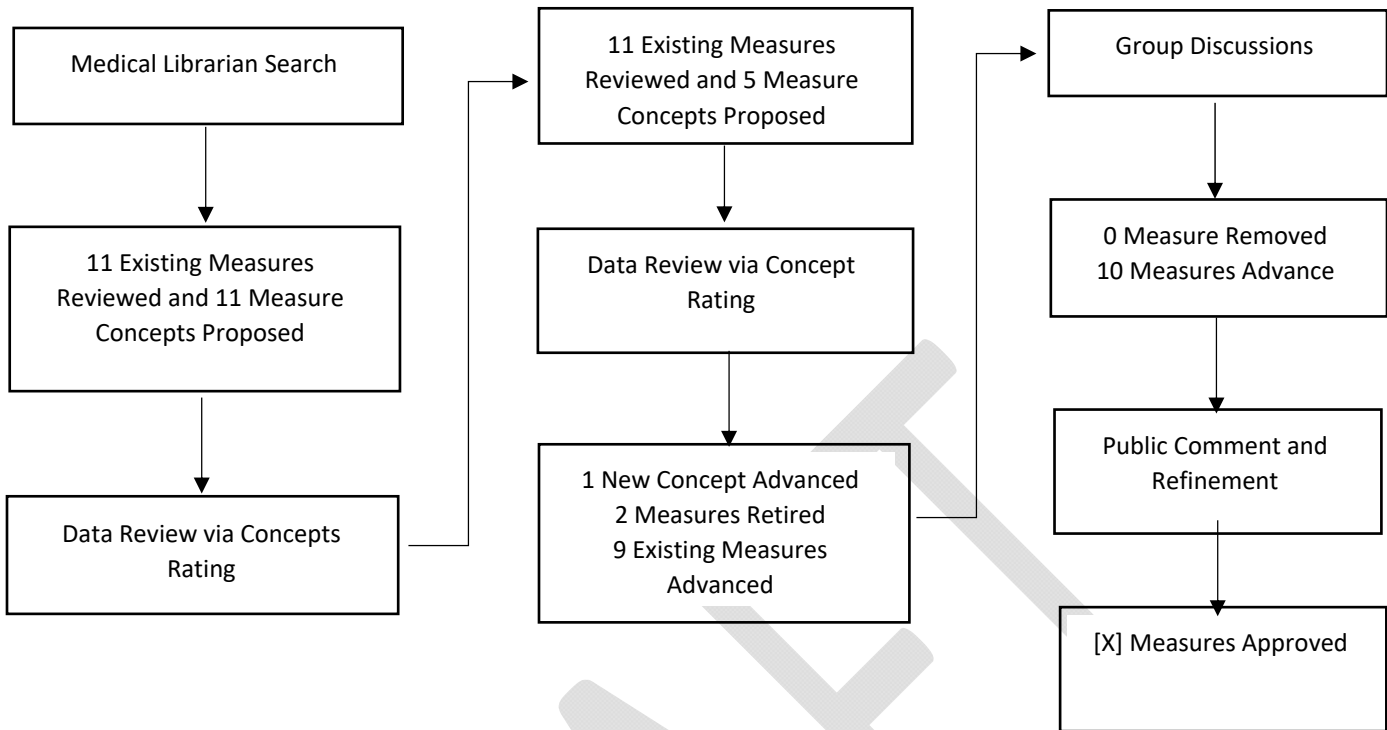 Medical Librarian Search
11 Existing Measures
Reviewed and 11 Measure
Concepts Proposed
Data Review via Concepts
Rating
11 Existing Measures
Reviewed and 5 Measure
Concepts Proposed
Data Review via Concept
Rating
1 New Concept Advanced
2 Measures Retired
9 Existing Measures
Advanced
Group Discussions
0 Measure Removed
10 Measures Advance
Public Comment and
Refinement
[X] Measures Approved